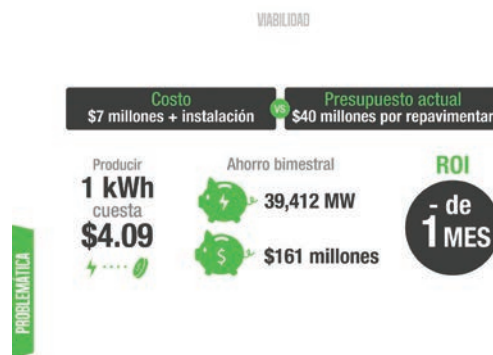 VIABILIDAD
Costo
$7 millones + instalación
VS
Presupuesto actual
$40 millones por repavimentar
Producir
1 kWh
cuesta
$4.09
Ahorro bimestral
39,412 MW
$161 millones
ROI
- de
1 MES
PROBLEMÁTICA